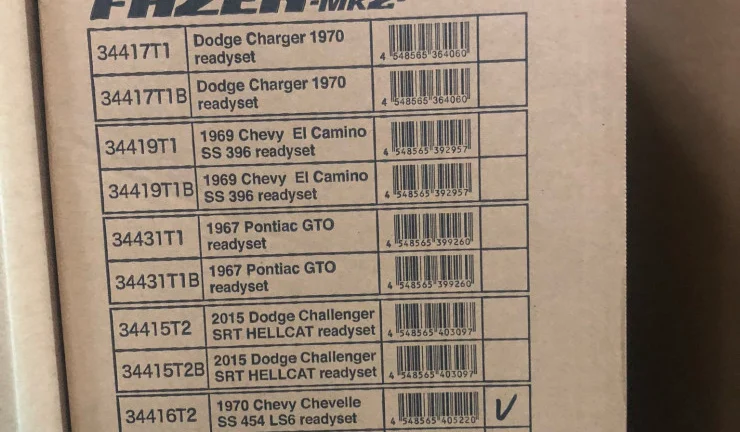 FAZER-MK2-
34417T1 Dodge Charger 1970
readyset
4 548565 364060
34417T1B Dodge Charger 1970
readyset
4 548565 364060
34419T1 1969 Chevy El Camino
SS 396 readyset
4 548565 392957
34419T1B 1969 Chevy El Camino
SS 396 readyset
4 548565 392957
34431T1 1967 Pontiac GTO
readyset
4 548565 399260
34431T1B 1967 Pontiac GTO
readyset
4 548565 399260
34415T2 2015 Dodge Challenger
SRT HELLCAT readyset
4 548565 403097
34415T2B 2015 Dodge Challenger
SRT HELLCAT readyset
4 548565 403097
34416T2 1970 Chevy Chevelle
SS 454 LS6 readyset
4 548565 405220